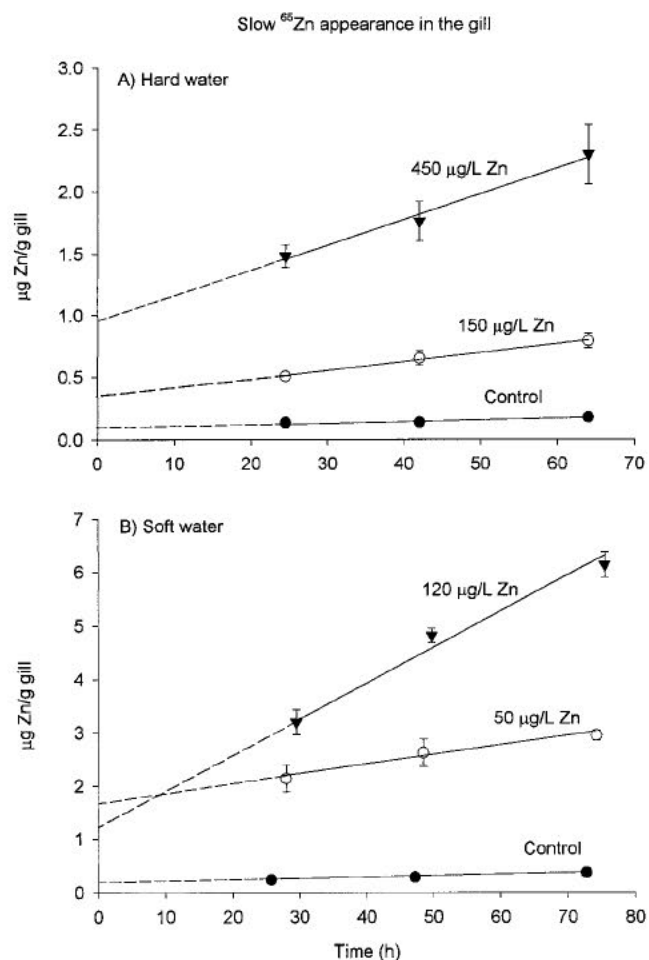 Slow ⁶⁵Zn appearance in the gill
A) Hard water
3.0
2.5
2.0
1.5
1.0
0.5
0.0
µg Zn/g gill
450 µg/L Zn
150 µg/L Zn
Control
0 10 20 30 40 50 60 70
B) Soft water
7
6
5
4
3
2
1
0
µg Zn/g gill
120 µg/L Zn
50 µg/L Zn
Control
0 10 20 30 40 50 60 70 80
Time (h)